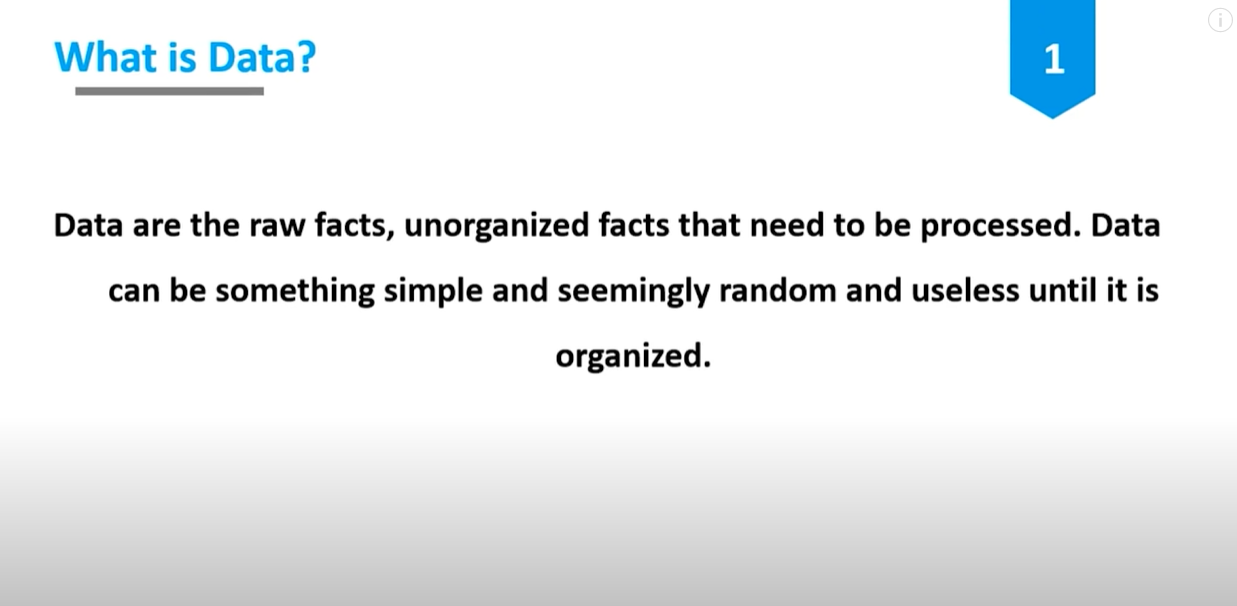 What is Data?
1
Data are the raw facts, unorganized facts that need to be processed. Data
can be something simple and seemingly random and useless until it is
organized.